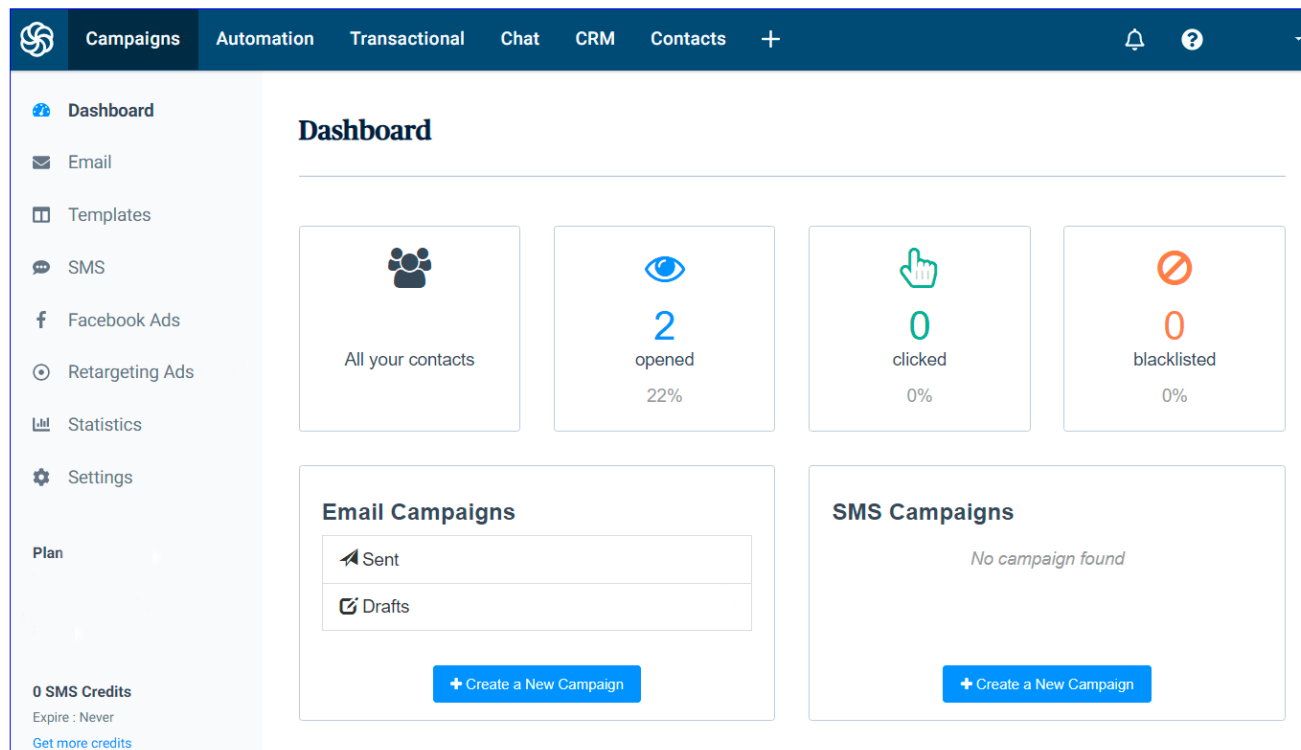 Campaigns Automation Transactional Chat CRM Contacts +
Dashboard
Email
Templates
SMS
Facebook Ads
Retargeting Ads
Statistics
Settings
Plan
0 SMS Credits
Expire : Never
Get more credits
Dashboard
All your contacts
2
opened
22%
0
clicked
0%
0
blacklisted
0%
Email Campaigns
Sent
Drafts
+ Create a New Campaign
SMS Campaigns
No campaign found
+ Create a New Campaign